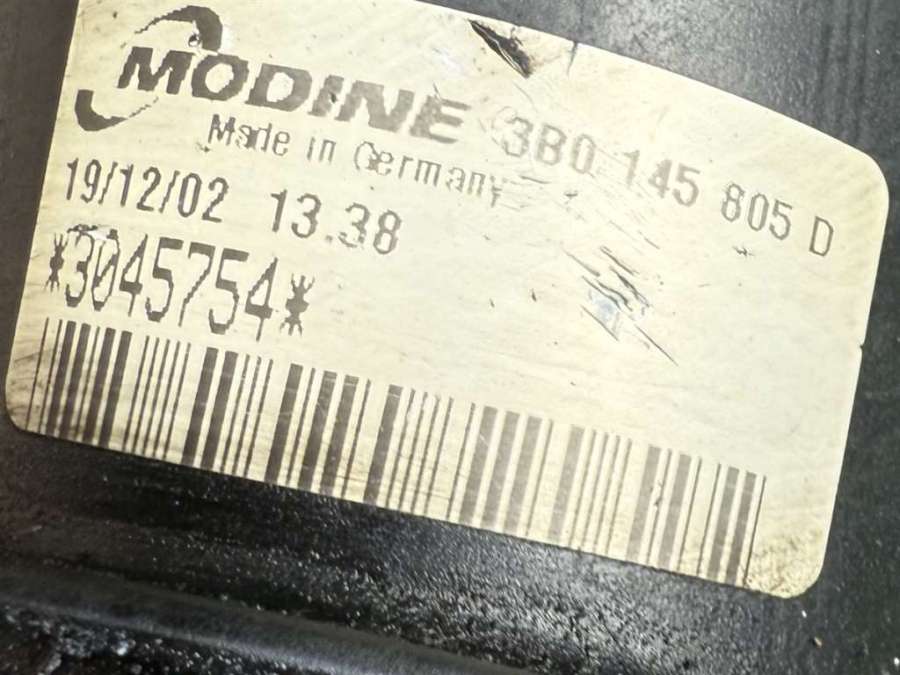 MODINE 3B0 145 805 D
Made in Germany
19/12/02 13.38
*3045754*